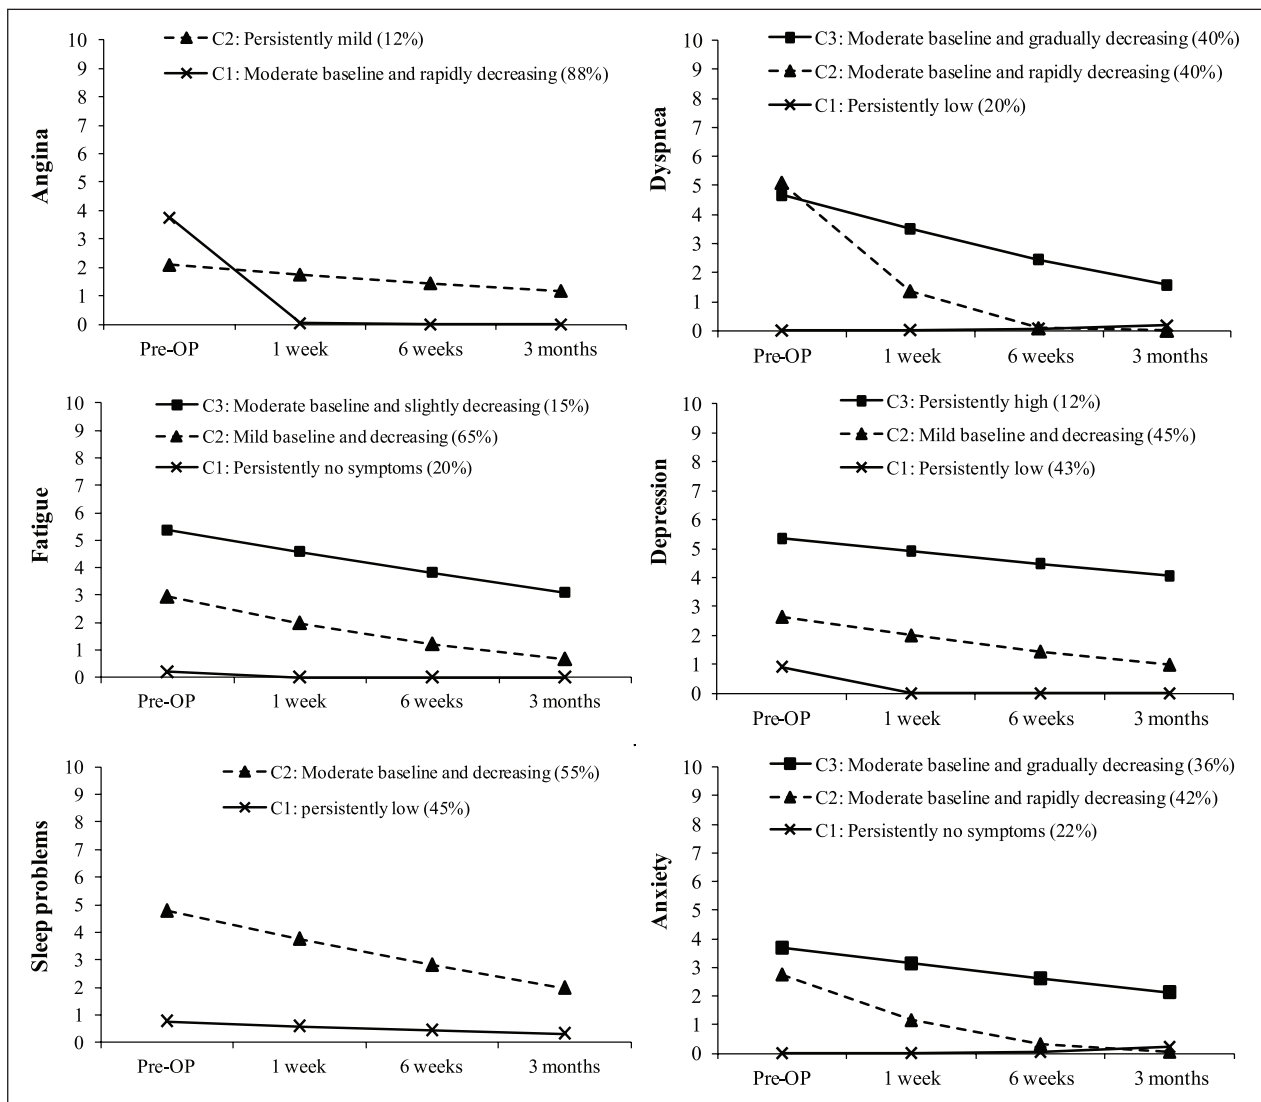 C2: Persistently mild (12%)
C1: Moderate baseline and rapidly decreasing (88%)
Angina
10
9
8
7
6
5
4
3
2
1
0
Pre-OP 1 week 6 weeks 3 months
C3: Moderate baseline and gradually decreasing (40%)
C2: Moderate baseline and rapidly decreasing (40%)
C1: Persistently low (20%)
Dyspnea
10
9
8
7
6
5
4
3
2
1
0
Pre-OP 1 week 6 weeks 3 months
C3: Moderate baseline and slightly decreasing (15%)
C2: Mild baseline and decreasing (65%)
C1: Persistently no symptoms (20%)
Fatigue
10
9
8
7
6
5
4
3
2
1
0
Pre-OP 1 week 6 weeks 3 months
C3: Persistently high (12%)
C2: Mild baseline and decreasing (45%)
C1: Persistently low (43%)
Depression
10
9
8
7
6
5
4
3
2
1
0
Pre-OP 1 week 6 weeks 3 months
C2: Moderate baseline and decreasing (55%)
C1: persistently low (45%)
Sleep problems
10
9
8
7
6
5
4
3
2
1
0
Pre-OP 1 week 6 weeks 3 months
C3: Moderate baseline and gradually decreasing (36%)
C2: Moderate baseline and rapidly decreasing (42%)
C1: Persistently no symptoms (22%)
Anxiety
10
9
8
7
6
5
4
3
2
1
0
Pre-OP 1 week 6 weeks 3 months